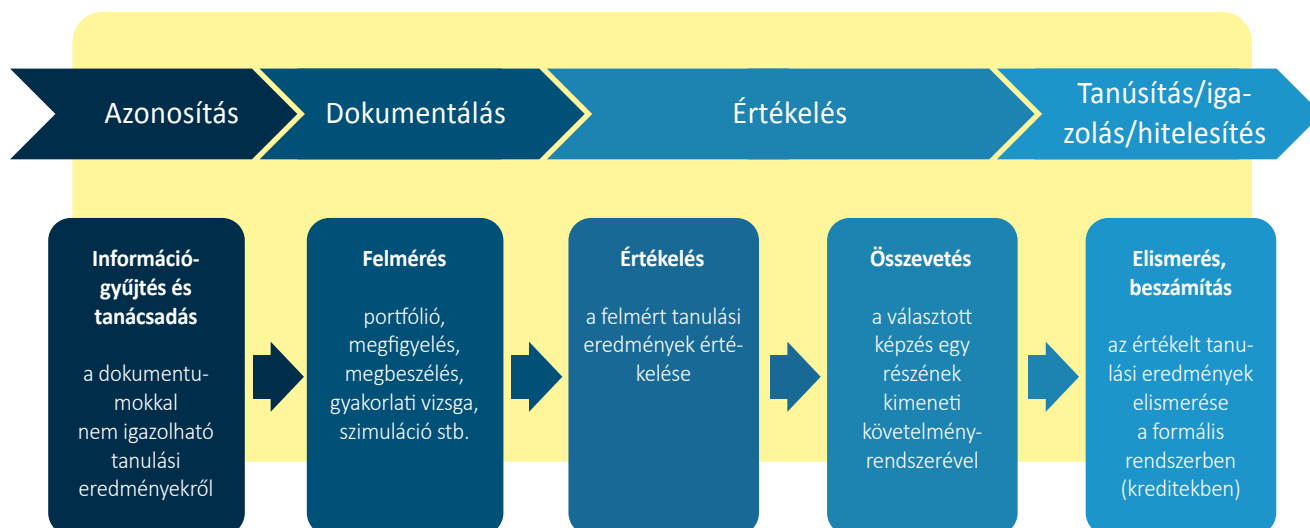 Azonosítás
Dokumentálás
Értékelés
Tanúsítás/iga-
zolás/hitelesítés
Információ-
gyűjtés és
tanácsadás
a dokumentu-
mokkal
nem igazolható
tanulási
eredményekről
Felmérés
portfólió,
megfigyelés,
megbeszélés,
gyakorlati vizsga,
szimuláció stb.
Értékelés
a felmért tanulási
eredmények érté-
kelése
Összevetés
a választott
képzés egy
részének
kimeneti
követelmény-
rendszerével
Elismerés,
beszámítás
az értékelt tanu-
lási eredmények
elismerése
a formális
rendszerben
(kreditekben)